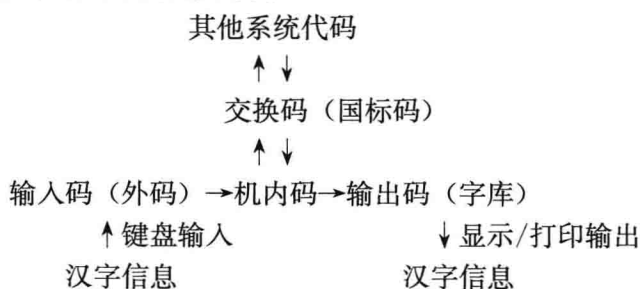 其他系统代码
↑ ↓
交换码（国标码）
↑ ↓
输入码（外码）→机内码→输出码（字库）
↑键盘输入 ↓显示/打印输出
汉字信息 汉字信息